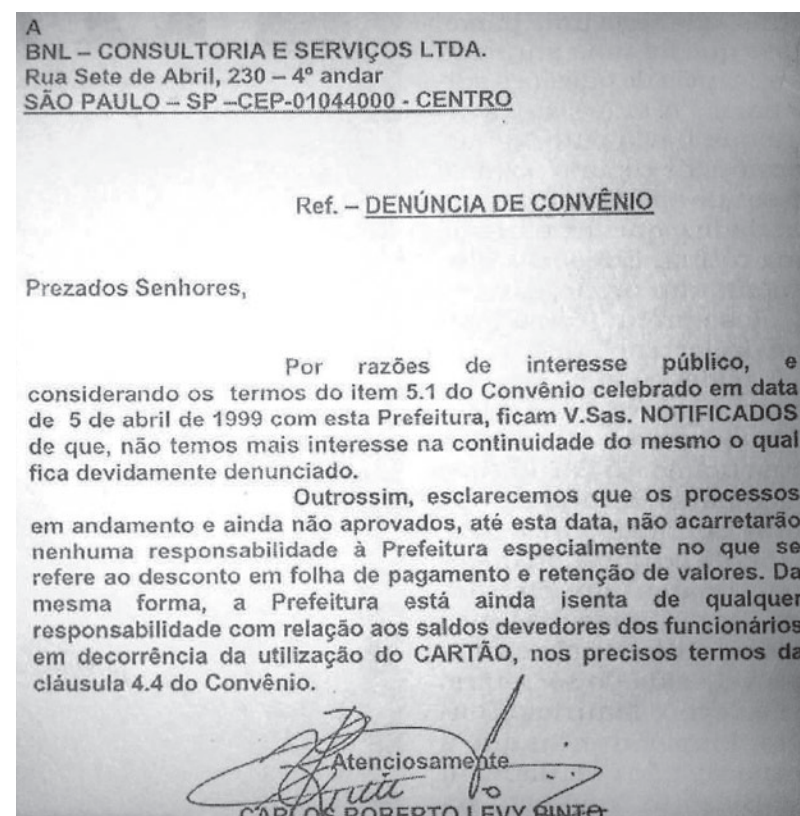 A
BNL – CONSULTORIA E SERVIÇOS LTDA.
Rua Sete de Abril, 230 – 4º andar
SÃO PAULO – SP –CEP-01044000 - CENTRO
Ref. – DENÚNCIA DE CONVÊNIO
Prezados Senhores,
Por razões de interesse público, e
considerando os termos do item 5.1 do Convênio celebrado em data
de 5 de abril de 1999 com esta Prefeitura, ficam V.Sas. NOTIFICADOS
de que, não temos mais interesse na continuidade do mesmo o qual
fica devidamente denunciado.
Outrossim, esclarecemos que os processos
em andamento e ainda não aprovados, até esta data, não acarretarão
nenhuma responsabilidade à Prefeitura especialmente no que se
refere ao desconto em folha de pagamento e retenção de valores. Da
mesma forma, a Prefeitura está ainda isenta de qualquer
responsabilidade com relação aos saldos devedores dos funcionários
em decorrência da utilização do CARTÃO, nos precisos termos da
cláusula 4.4 do Convênio.
Atenciosamente
CARLOS ROBERTO LEVY PINTO